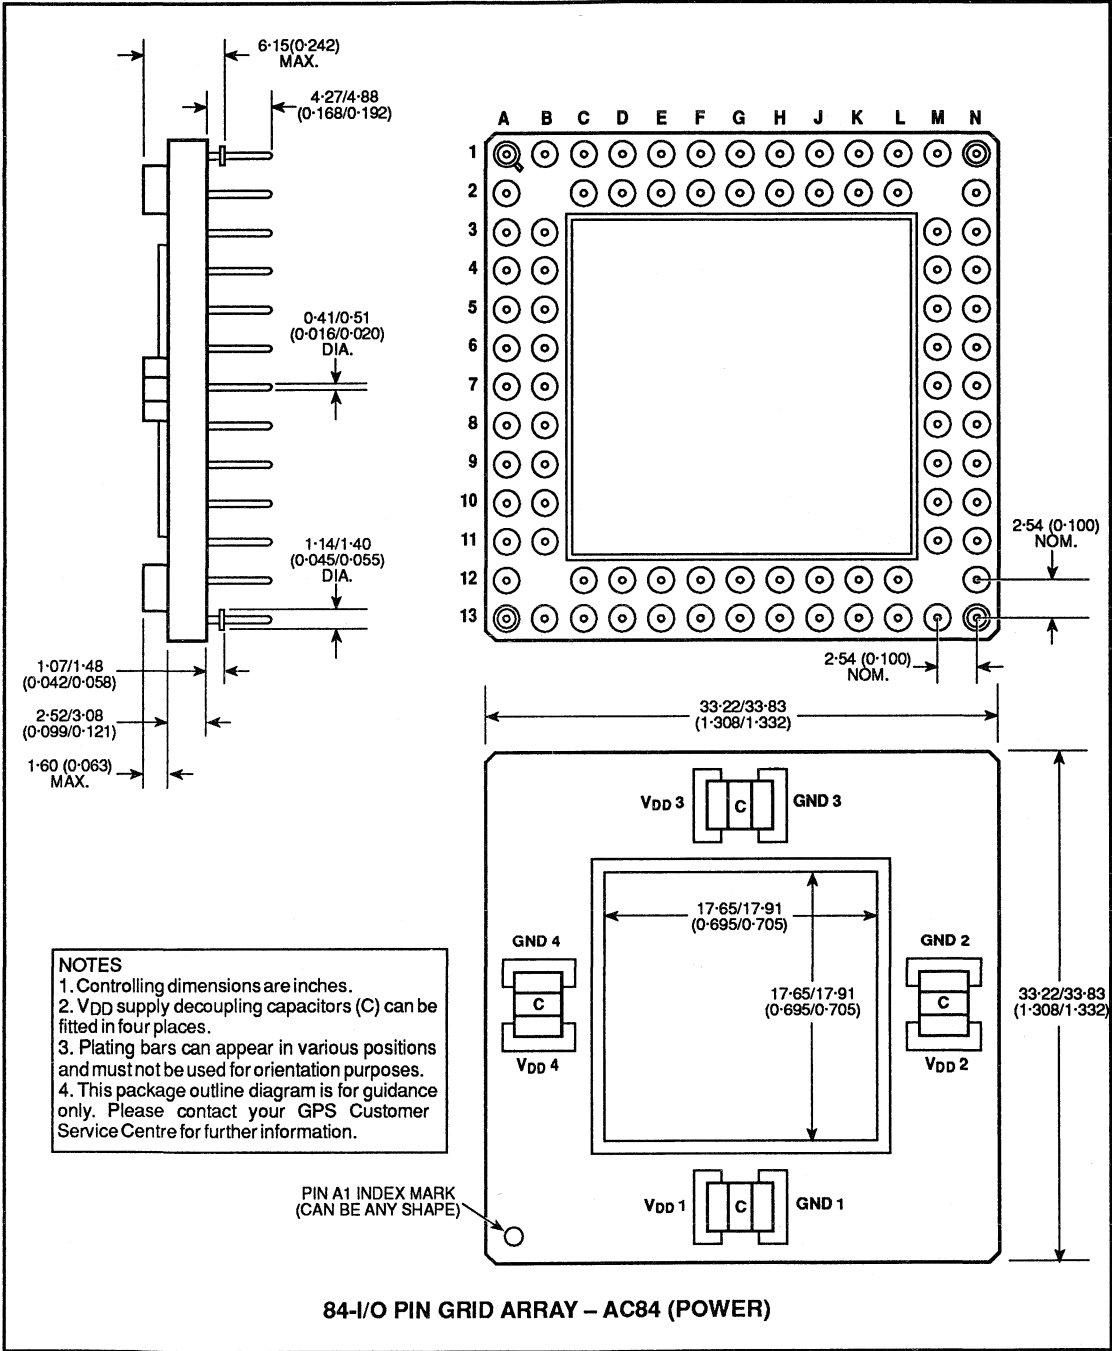 6·15(0·242)
MAX.
4·27/4·88
(0·168/0·192)
A B C D E F G H J K L M N
1
2
3
4
5
6
7
8
9
10
11
12
13
0·41/0·51
(0·016/0·020)
DIA.
1·14/1·40
(0·045/0·055)
DIA.
2·54 (0·100)
NOM.
2·54 (0·100)
NOM.
1·07/1·48
(0·042/0·058)
2·52/3·08
(0·099/0·121)
1·60 (0·063)
MAX.
33·22/33·83
(1·308/1·332)
VDD 3 C GND 3
17·65/17·91
(0·695/0·705)
GND 4
C
VDD 4
17·65/17·91
(0·695/0·705)
GND 2
C
VDD 2
33·22/33·83
(1·308/1·332)
VDD 1 C GND 1
NOTES
1. Controlling dimensions are inches.
2. VDD supply decoupling capacitors (C) can be
fitted in four places.
3. Plating bars can appear in various positions
and must not be used for orientation purposes.
4. This package outline diagram is for guidance
only. Please contact your GPS Customer
Service Centre for further information.
PIN A1 INDEX MARK
(CAN BE ANY SHAPE)
84-I/O PIN GRID ARRAY – AC84 (POWER)